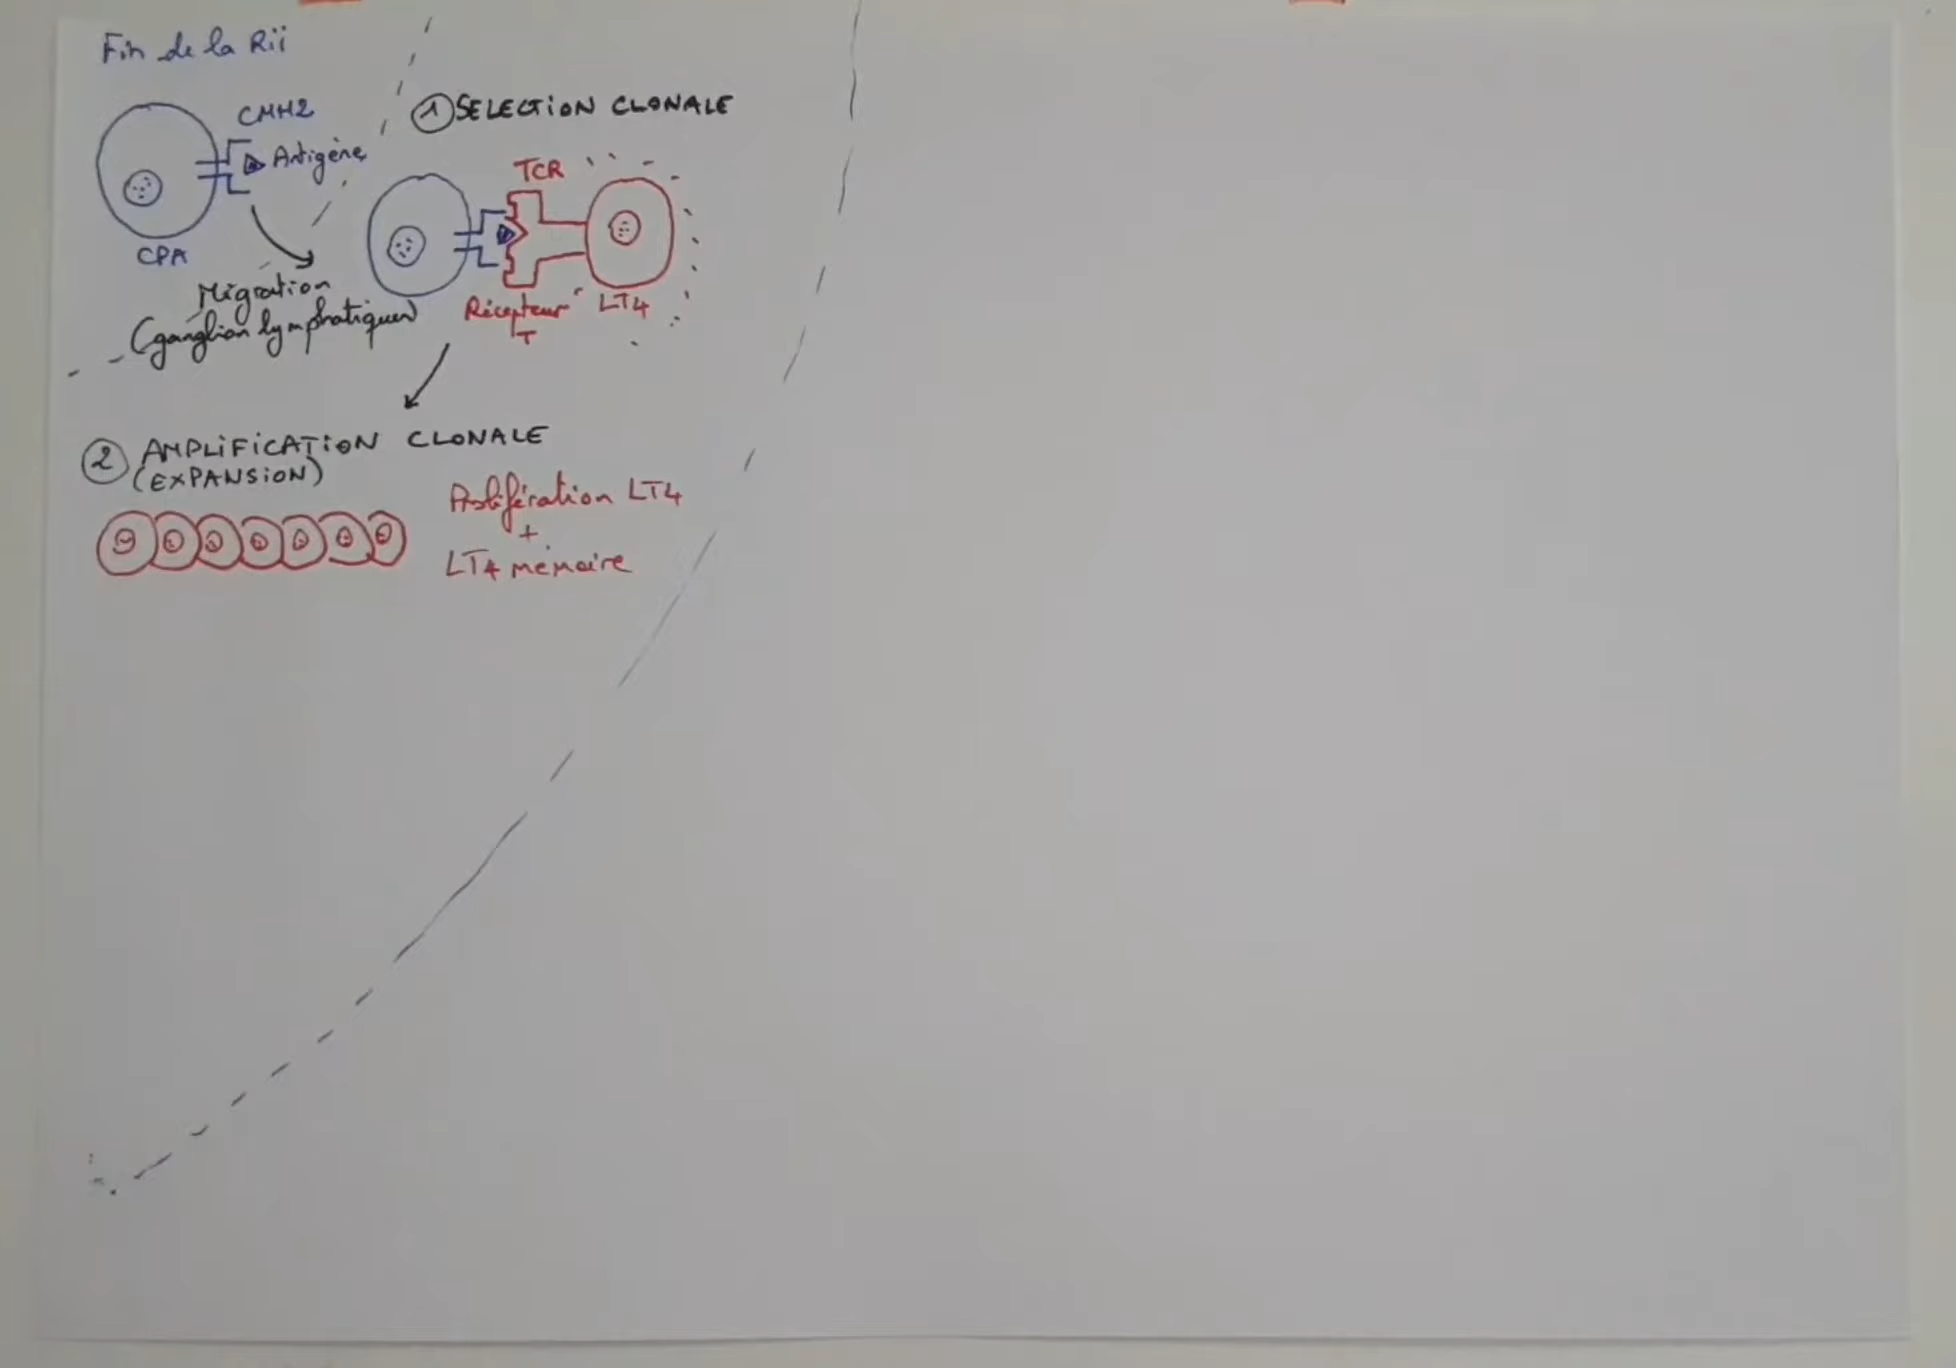 Fin de la Rii
CMH2
Antigène
CPA
Migration
(ganglion lymphatiques)
① SELECTION CLONALE
TCR
Récepteur
T
LT4
② AMPLIFICATION CLONALE
(EXPANSION)
Prolifération LT4
+
LT4 mémoire